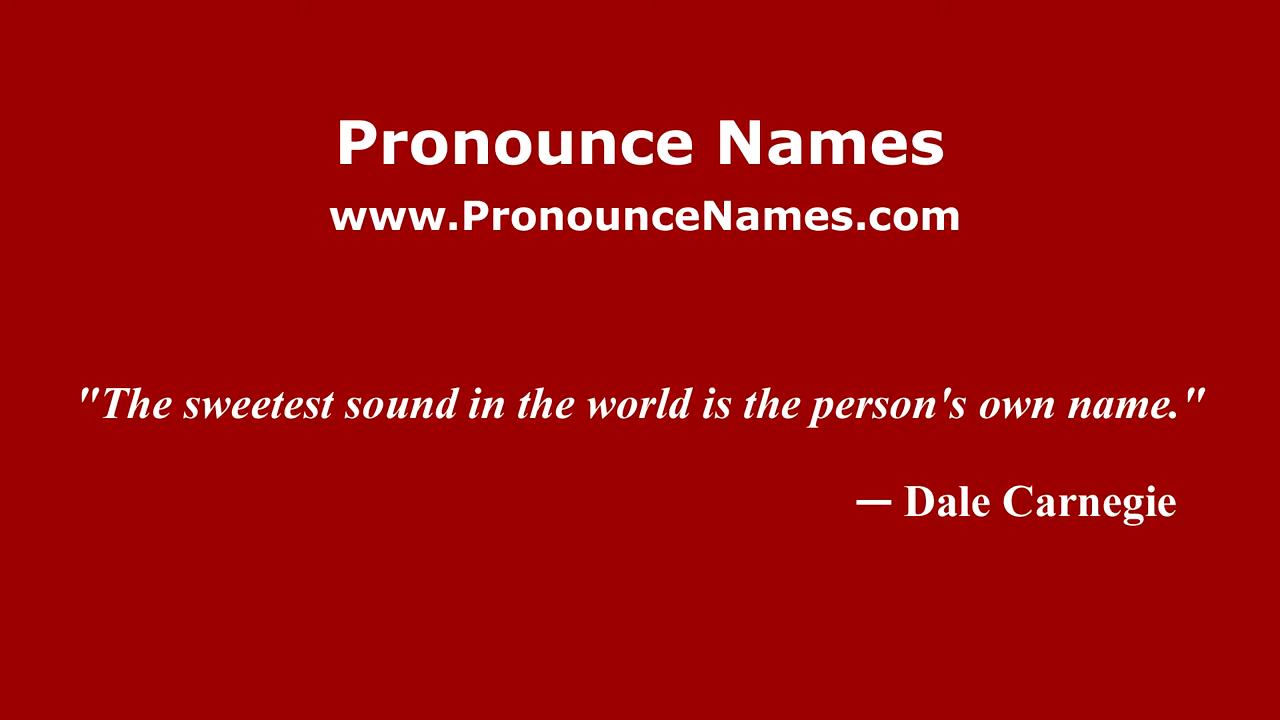 Pronounce Names
www.PronounceNames.com
"The sweetest sound in the world is the person's own name."
— Dale Carnegie